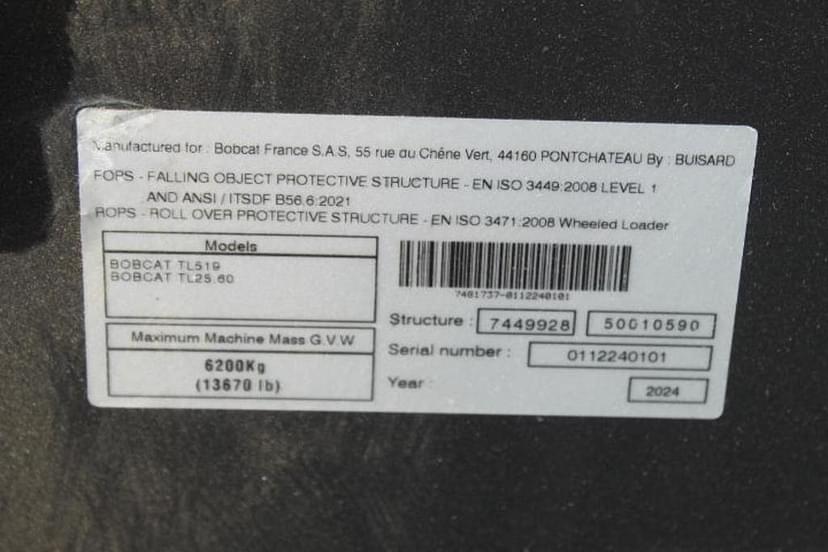 Manufactured for : Bobcat France S.A.S, 55 rue du Chêne Vert, 44160 PONTCHATEAU By : BUISARD
FOPS - FALLING OBJECT PROTECTIVE STRUCTURE - EN ISO 3449:2008 LEVEL 1
AND ANSI / ITSDF B56.6:2021
ROPS - ROLL OVER PROTECTIVE STRUCTURE - EN ISO 3471:2008 Wheeled Loader
Models
BOBCAT TL519
BOBCAT TL25.60
Maximum Machine Mass G.V.W
6200Kg
(13670 lb)
7481737-0112240101
Structure : 7449928 50010590
Serial number : 0112240101
Year : 2024